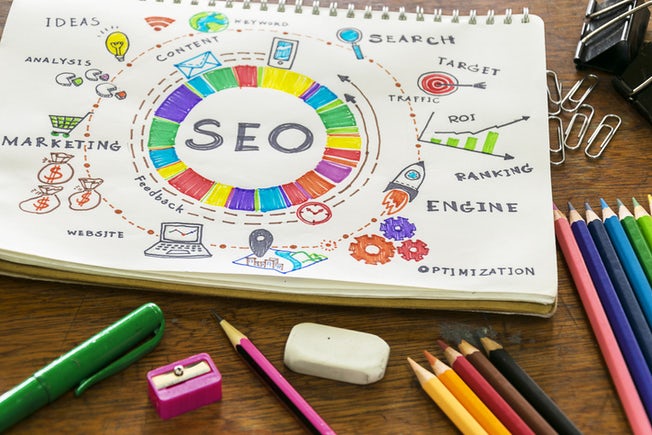 IDEAS
KEYWORD
CONTENT
SEARCH
ANALYSIS
TARGET
TRAFFIC
SEO
ROI
MARKETING
RANKING
Feedback
ENGINE
WEBSITE
OPTIMIZATION